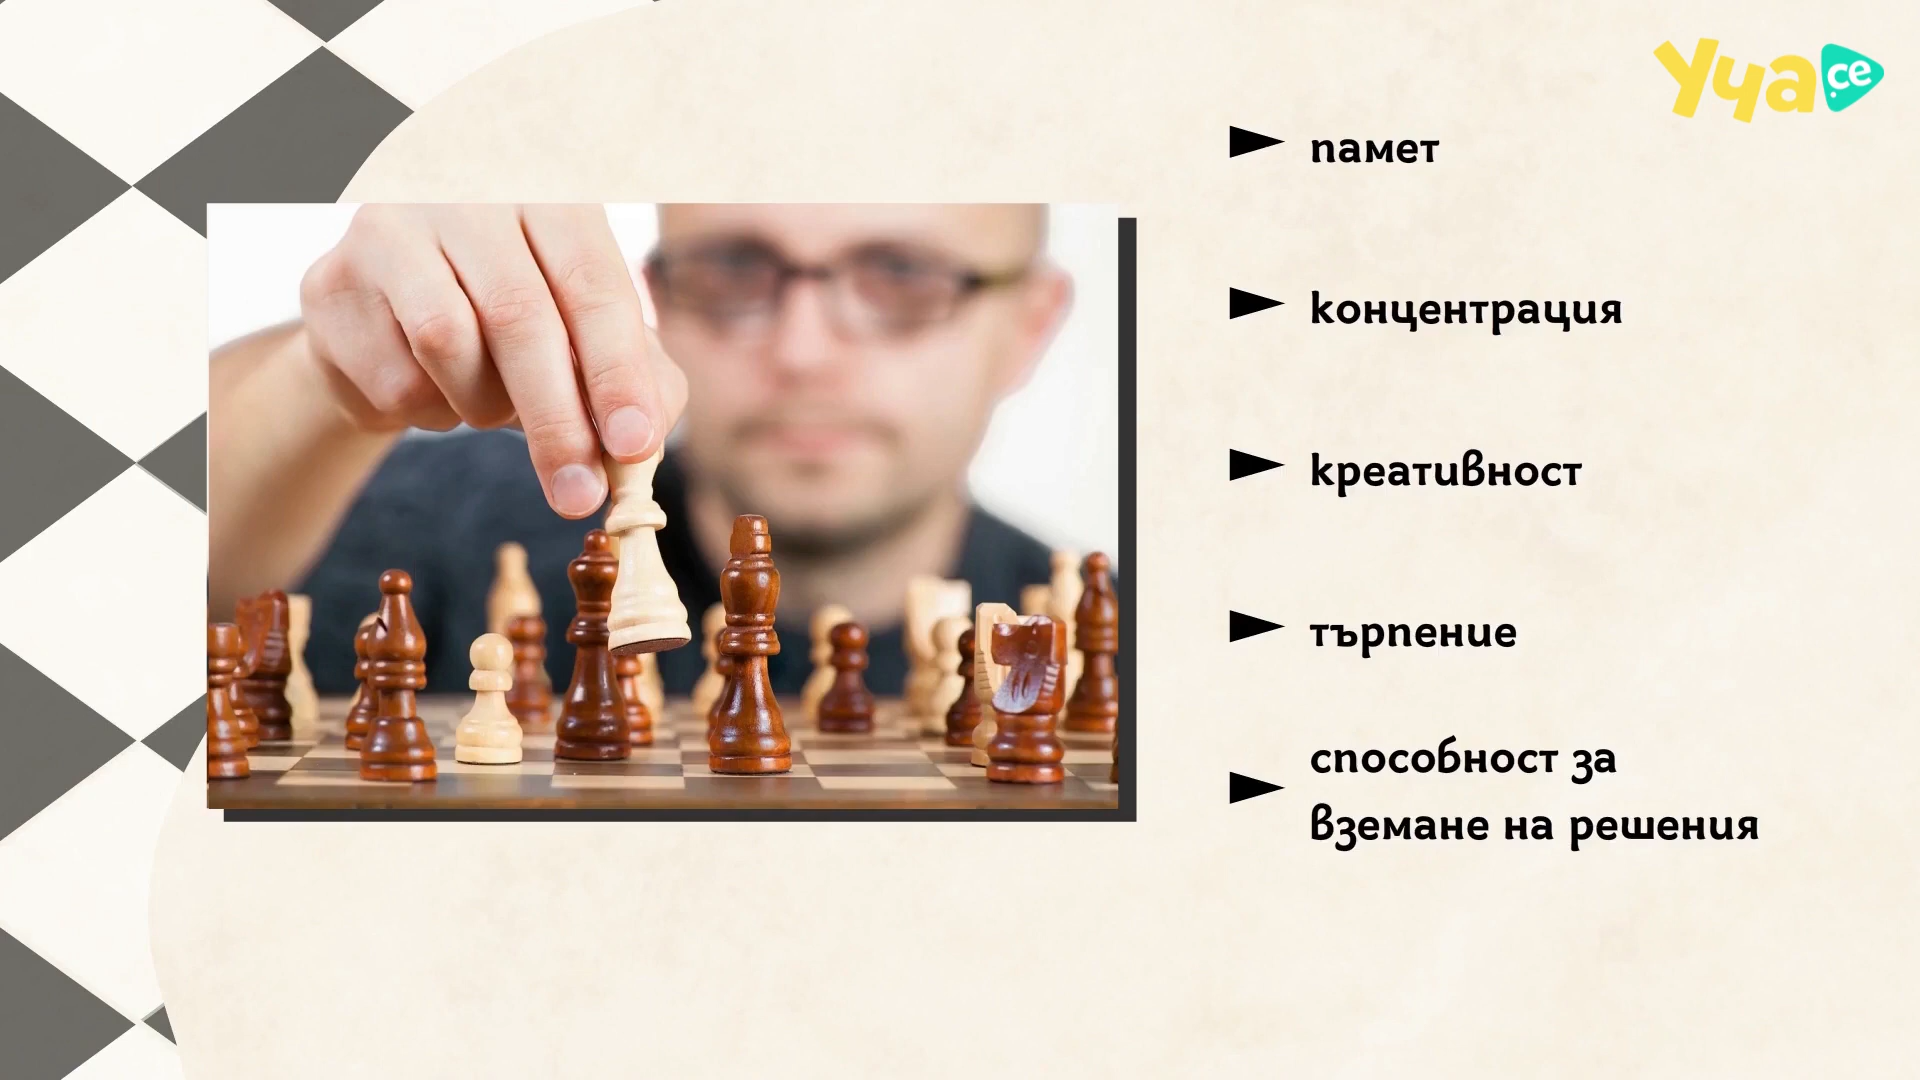 Уча.се
памет
концентрация
креативност
търпение
способност за
вземане на решения